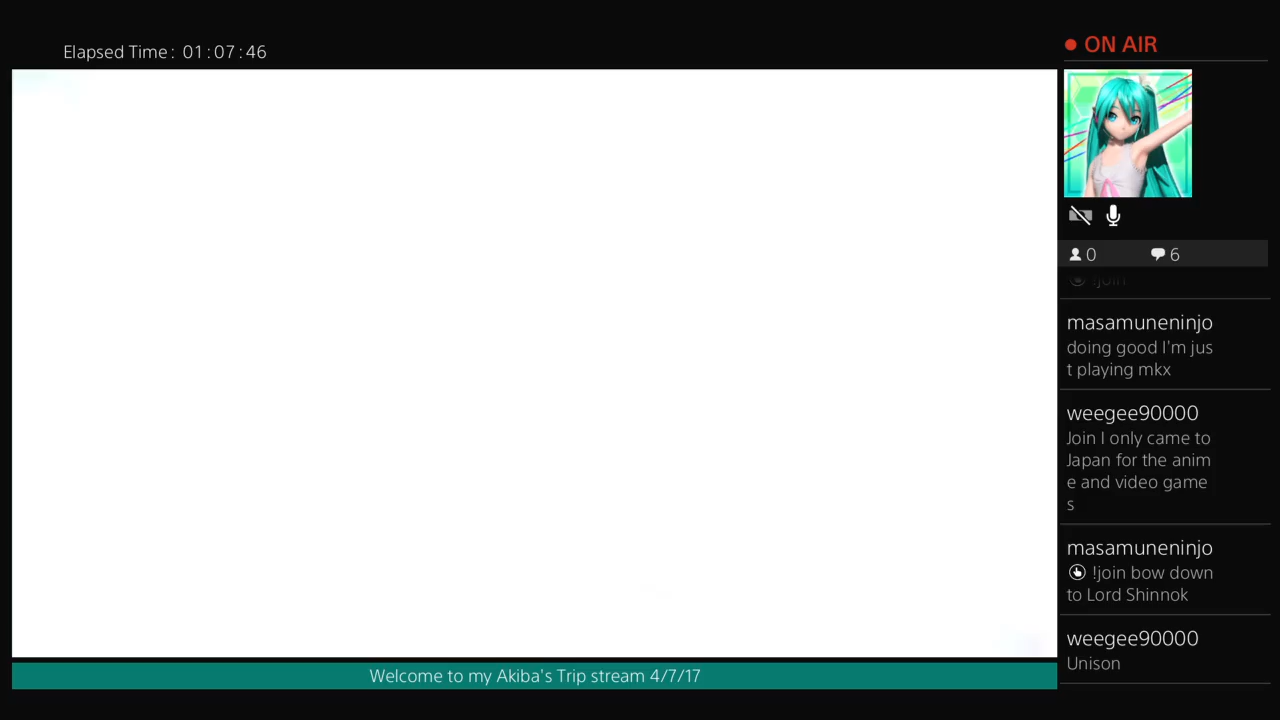 Elapsed Time: 01:07:46
ON AIR
0
6
!join
masamuneninjo
doing good I'm jus
t playing mkx
weegee90000
Join I only came to
Japan for the anim
e and video game
s
masamuneninjo
!join bow down
to Lord Shinnok
weegee90000
Unison
Welcome to my Akiba's Trip stream 4/7/17